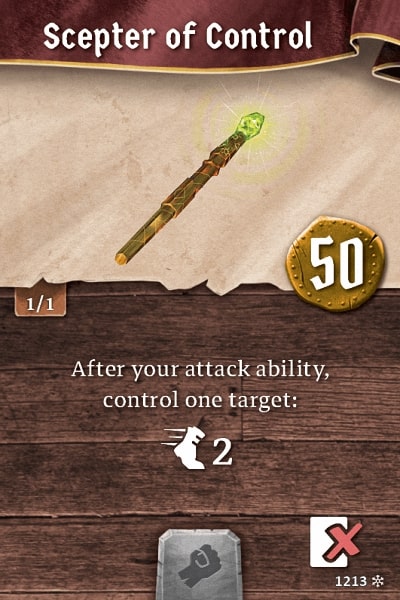 Scepter of Control
50
1/1
After your attack ability,
control one target:
2
1213